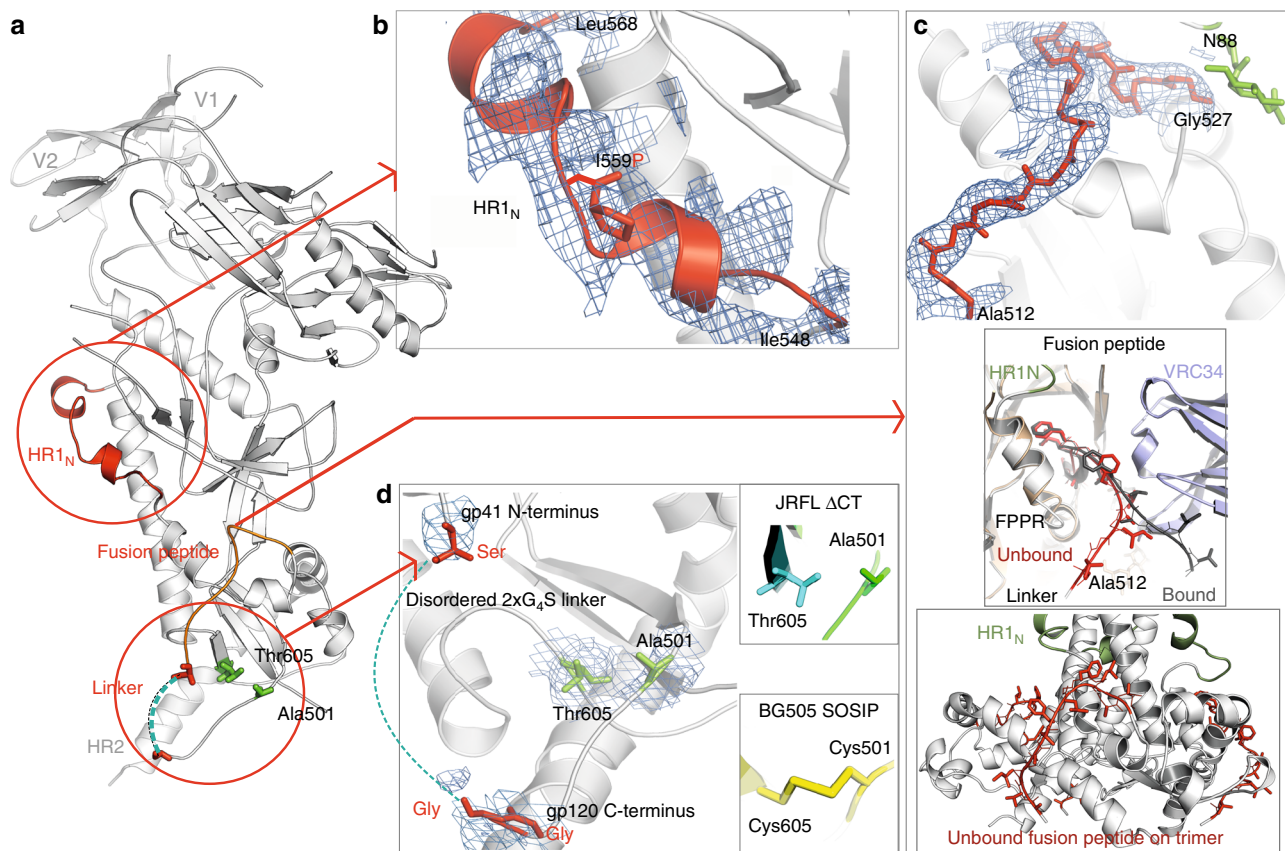 a
V1
V2
HR1N
Fusion peptide
Thr605
Linker
Ala501
HR2
b
Leu568
I559P
HR1N
Ile548
c
N88
Gly527
Ala512
Fusion peptide
HR1N
VRC34
FPPR
Unbound
Ala512
Linker
Bound
HR1N
Unbound fusion peptide on trimer
d
gp41 N-terminus
Ser
Disordered 2xG4S linker
Ala501
Thr605
Gly
gp120 C-terminus
Gly
JRFL ΔCT
Ala501
Thr605
BG505 SOSIP
Cys501
Cys605